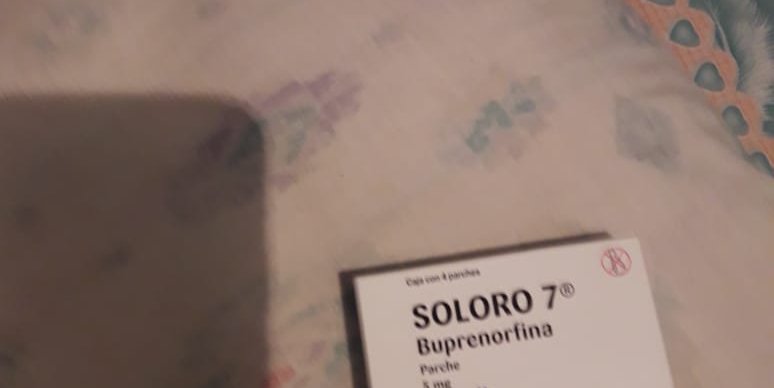 Caja con 4 parches
SOLORO 7®
Buprenorfina
Parche
5 mg